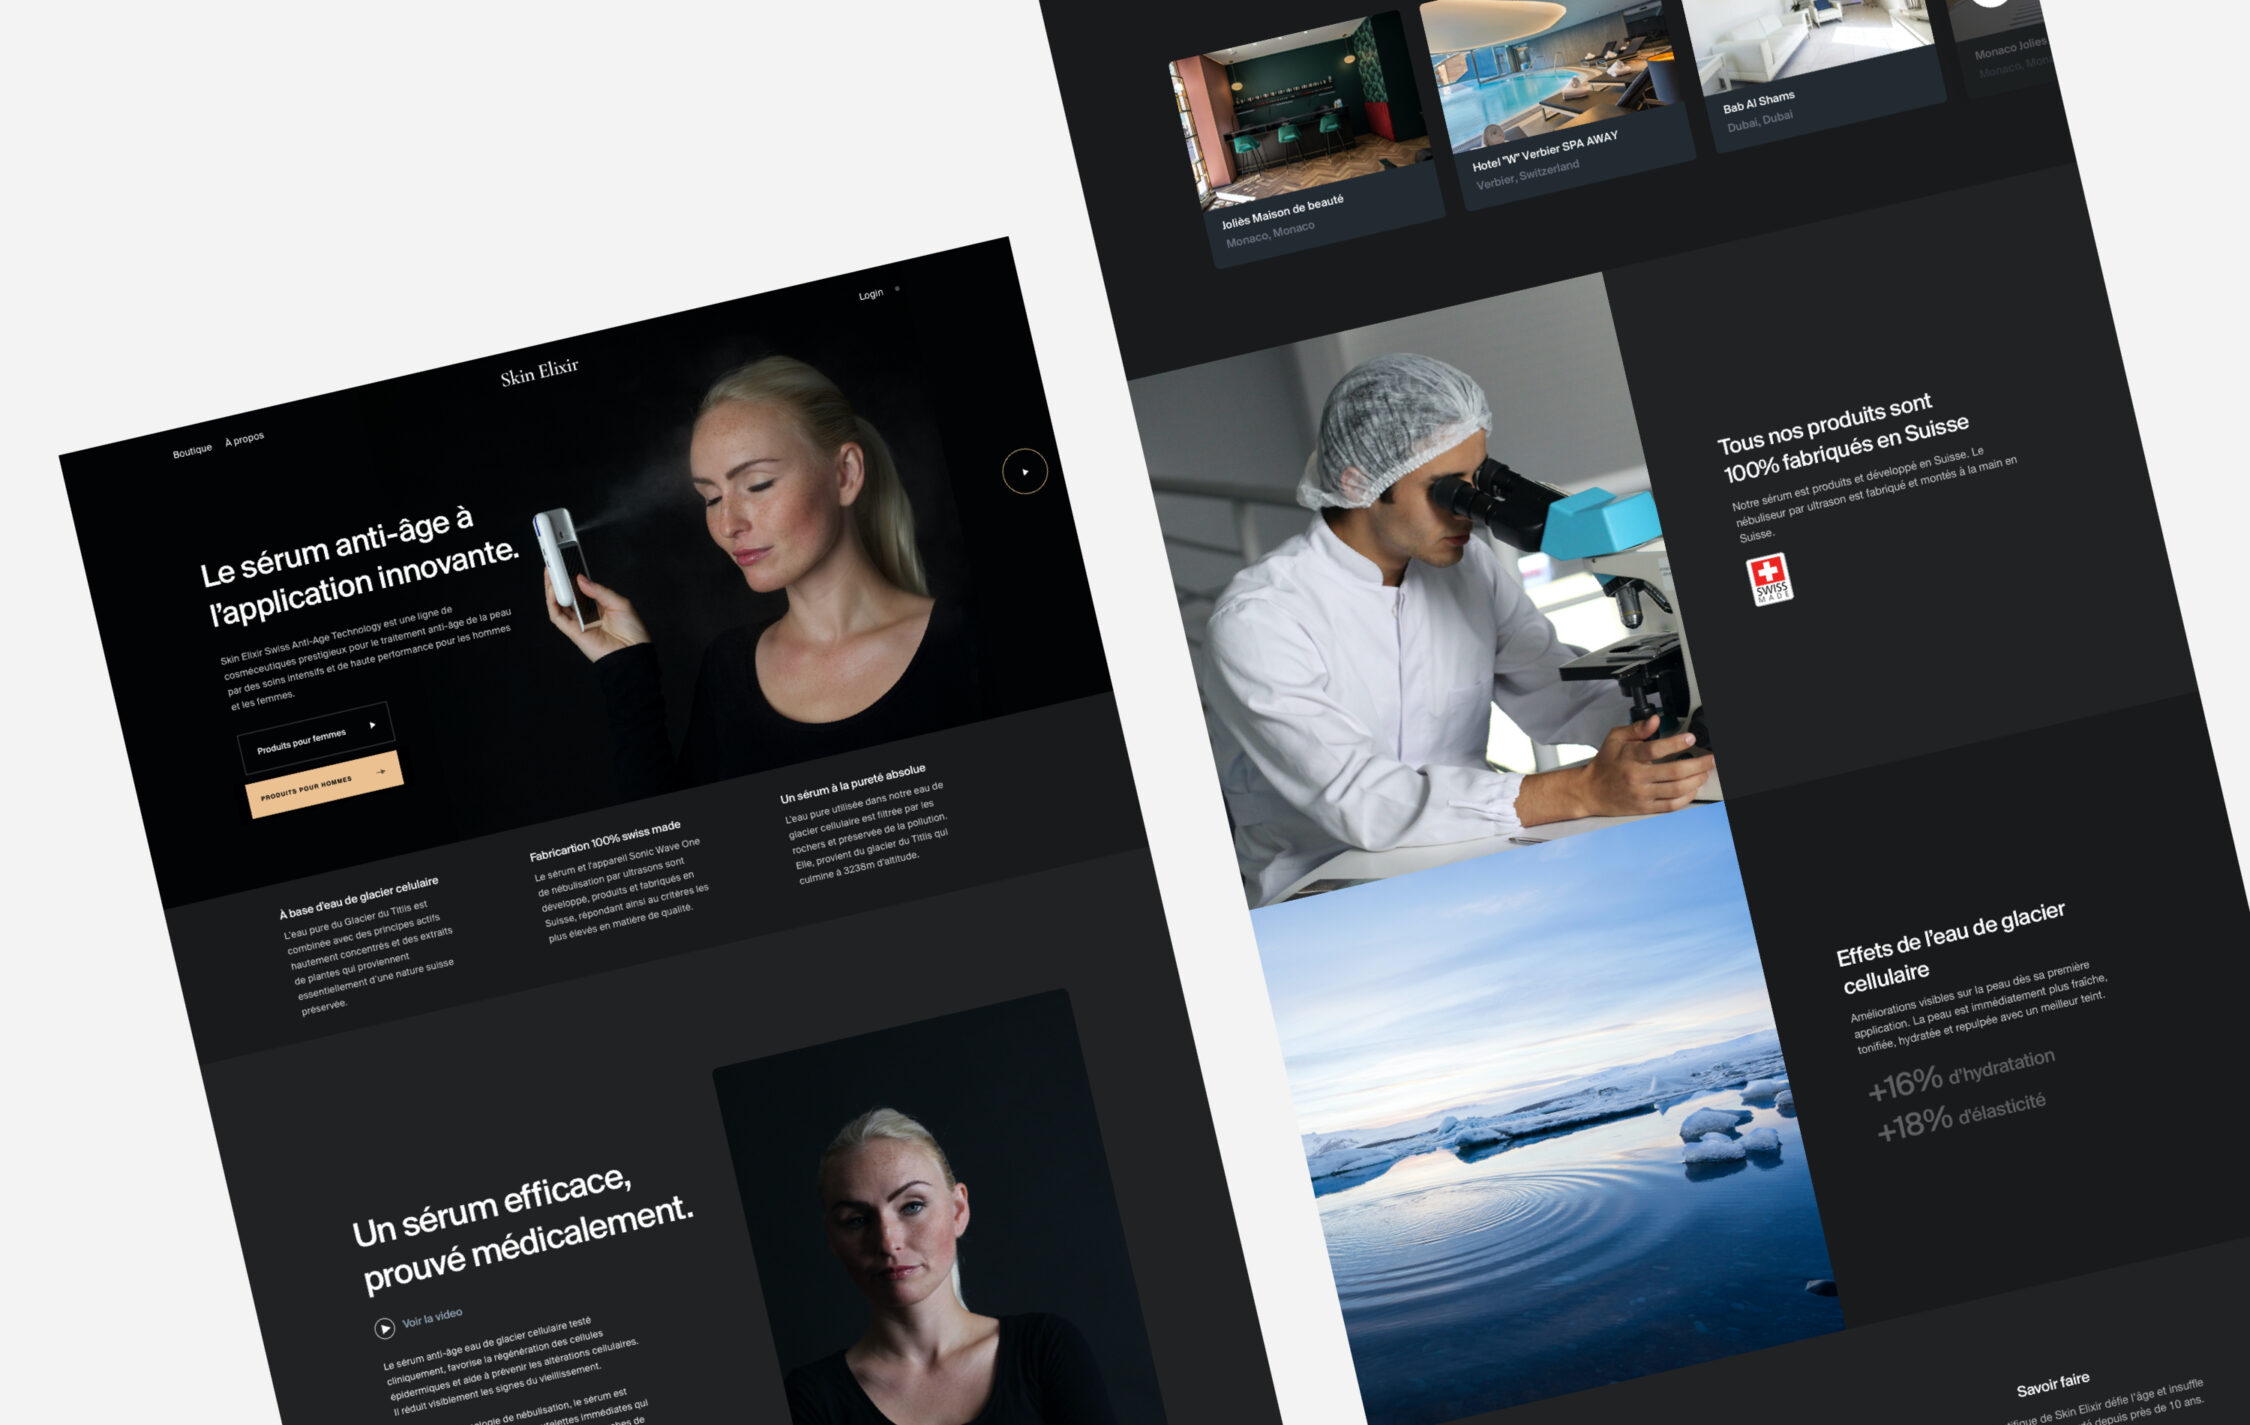 Login
Skin Elixir
Boutique À propos
Le sérum anti-âge à
l'application innovante.
Skin Elixir Swiss Anti-Age Technology est une ligne de
cosméceutiques prestigieux pour le traitement anti-âge de la peau
par des soins intensifs et de haute performance pour les hommes
et les femmes.
Produits pour femmes
PRODUITS POUR HOMMES
À base d'eau de glacier celulaire
L'eau pure du Glacier du Titlis est
combinée avec des principes actifs
hautement concentrés et des extraits
de plantes qui proviennent
essentiellement d'une nature suisse
préservée.
Fabricartion 100% swiss made
Le sérum et l'appareil Sonic Wave One
de nébulisation par ultrasons sont
développé, produits et fabriqués en
Suisse, répondant ainsi au critères les
plus élevés en matière de qualité.
Un sérum à la pureté absolue
L'eau pure utilisée dans notre eau de
glacier cellulaire est filtrée par les
rochers et préservée de la pollution.
Elle, provient du glacier du Titlis qui
culmine à 3238m d'altitude.
Un sérum efficace,
prouvé médicalement.
Voir la video
Le sérum anti-âge eau de glacier cellulaire testé
cliniquement, favorise la régénération des cellules
épidermiques et aide à prévenir les altérations cellulaires.
Il réduit visiblement les signes du vieillissement.
de nébulisation, le sérum est
immédiates qui
de
Joliès Maison de beauté
Monaco, Monaco
Hotel "W" Verbier SPA AWAY
Verbier, Switzerland
Bab Al Shams
Dubai, Dubai
Monaco Jolies
Monaco,
Tous nos produits sont
100% fabriqués en Suisse
Notre sérum est produits et développé en Suisse. Le
nébuliseur par ultrason est fabriqué et montés à la main en
Suisse.
SWISS
MADE
Effets de l'eau de glacier
cellulaire
Améliorations visibles sur la peau dès sa première
application. La peau est immédiatement plus fraîche,
tonifiée, hydratée et repulpée avec un meilleur teint.
+16% d'hydratation
+18% d'élasticité
Savoir faire
de Skin Elixir défie l'âge et insuffle
depuis près de 10 ans.